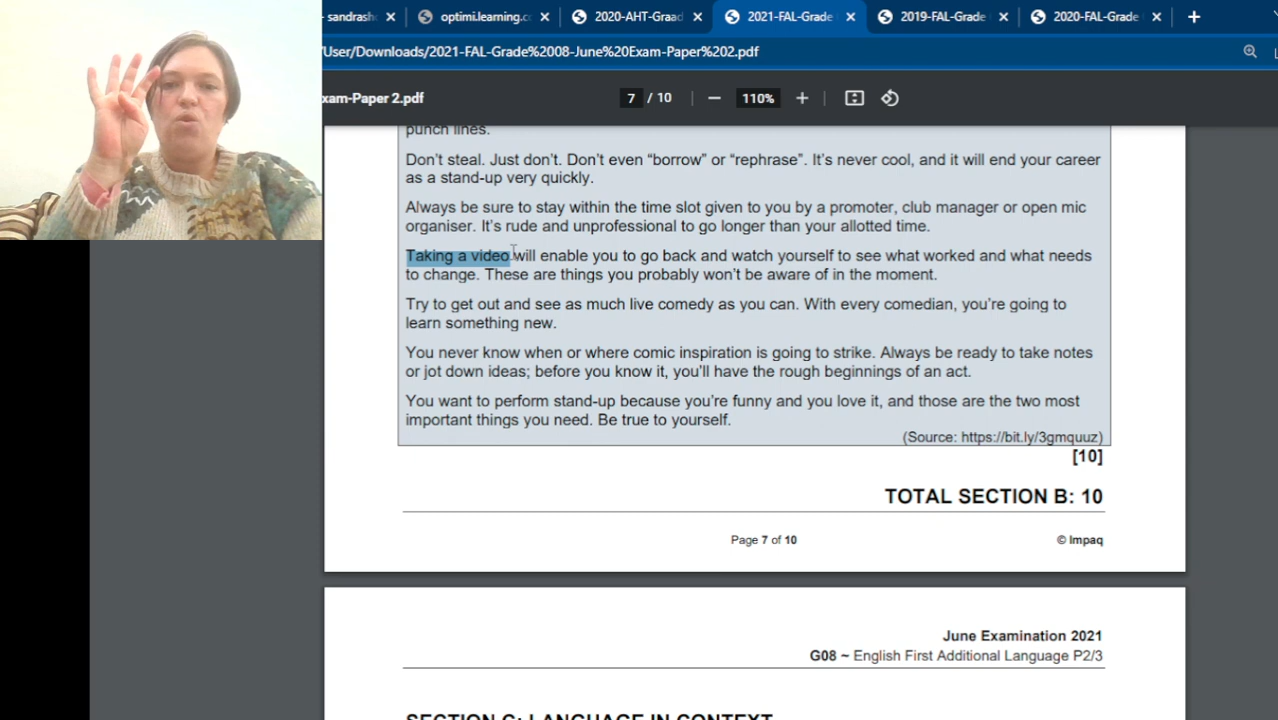 - sandrash
optimi.learning.c
2020-AHT-Graad
2021-FAL-Grade
2019-FAL-Grade
2020-FAL-Grade
/User/Downloads/2021-FAL-Grade%2008-June%20Exam-Paper%202.pdf
xam-Paper 2.pdf
7 / 10
110%
punch lines.
Don't steal. Just don't. Don't even “borrow” or “rephrase”. It's never cool, and it will end your career
as a stand-up very quickly.
Always be sure to stay within the time slot given to you by a promoter, club manager or open mic
organiser. It's rude and unprofessional to go longer than your allotted time.
Taking a video will enable you to go back and watch yourself to see what worked and what needs
to change. These are things you probably won't be aware of in the moment.
Try to get out and see as much live comedy as you can. With every comedian, you're going to
learn something new.
You never know when or where comic inspiration is going to strike. Always be ready to take notes
or jot down ideas; before you know it, you'll have the rough beginnings of an act.
You want to perform stand-up because you're funny and you love it, and those are the two most
important things you need. Be true to yourself.
(Source: https://bit.ly/3gmquuz)
[10]
TOTAL SECTION B: 10
Page 7 of 10
© Impaq
June Examination 2021
G08 ~ English First Additional Language P2/3
SECTION C: LANGUAGE IN CONTEXT